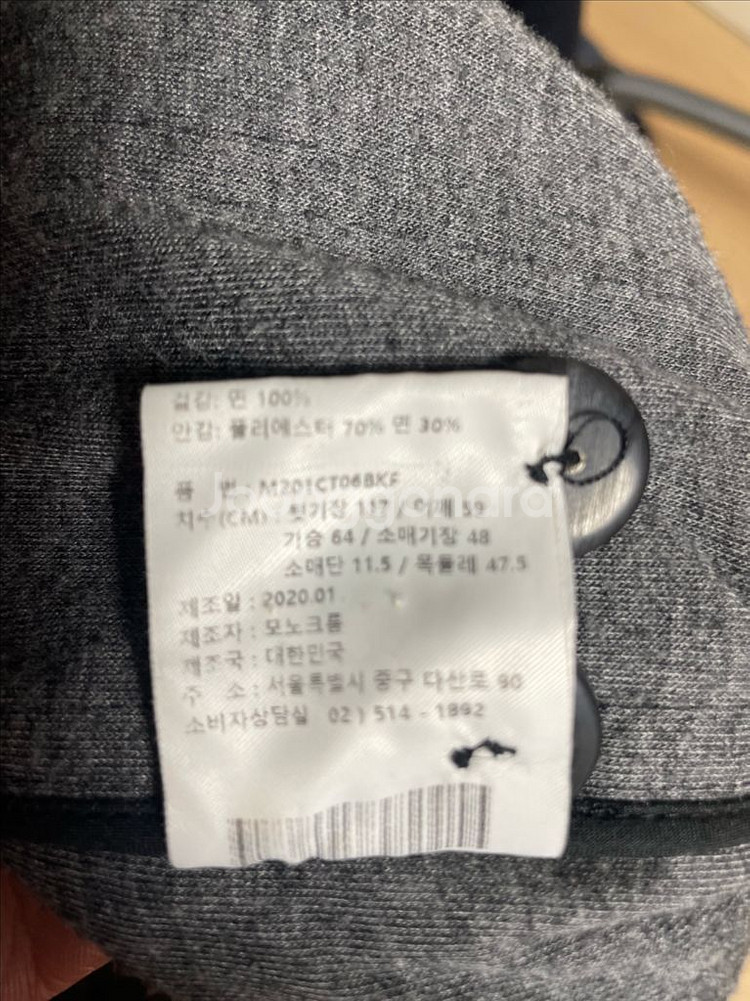 겉감: 면 100%
안감: 폴리에스터 70% 면 30%
품 번 : M201CT06BKF
치수(CM) : 뒷기장 117 / 어깨 59
가슴 64 / 소매기장 48
소매단 11.5 / 목둘레 47.5
제조일 : 2020.01
제조자 : 모노크롬
제조국 : 대한민국
주 소 : 서울특별시 중구 다산로 90
소비자상담실 02 ) 514 - 1892
Joonggonara